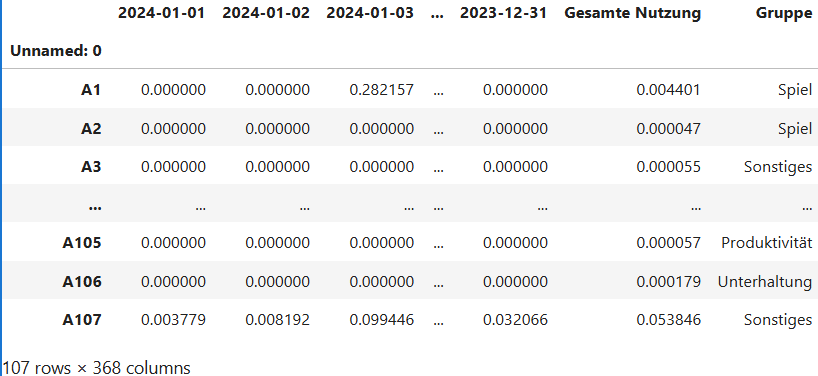 2024-01-01 2024-01-02 2024-01-03 ... 2023-12-31 Gesamte Nutzung Gruppe
Unnamed: 0
A1 0.000000 0.000000 0.282157 ... 0.000000 0.004401 Spiel
A2 0.000000 0.000000 0.000000 ... 0.000000 0.000047 Spiel
A3 0.000000 0.000000 0.000000 ... 0.000000 0.000055 Sonstiges
... ... ... ... ... ... ... ...
A105 0.000000 0.000000 0.000000 ... 0.000000 0.000057 Produktivität
A106 0.000000 0.000000 0.000000 ... 0.000000 0.000179 Unterhaltung
A107 0.003779 0.008192 0.099446 ... 0.032066 0.053846 Sonstiges
107 rows × 368 columns